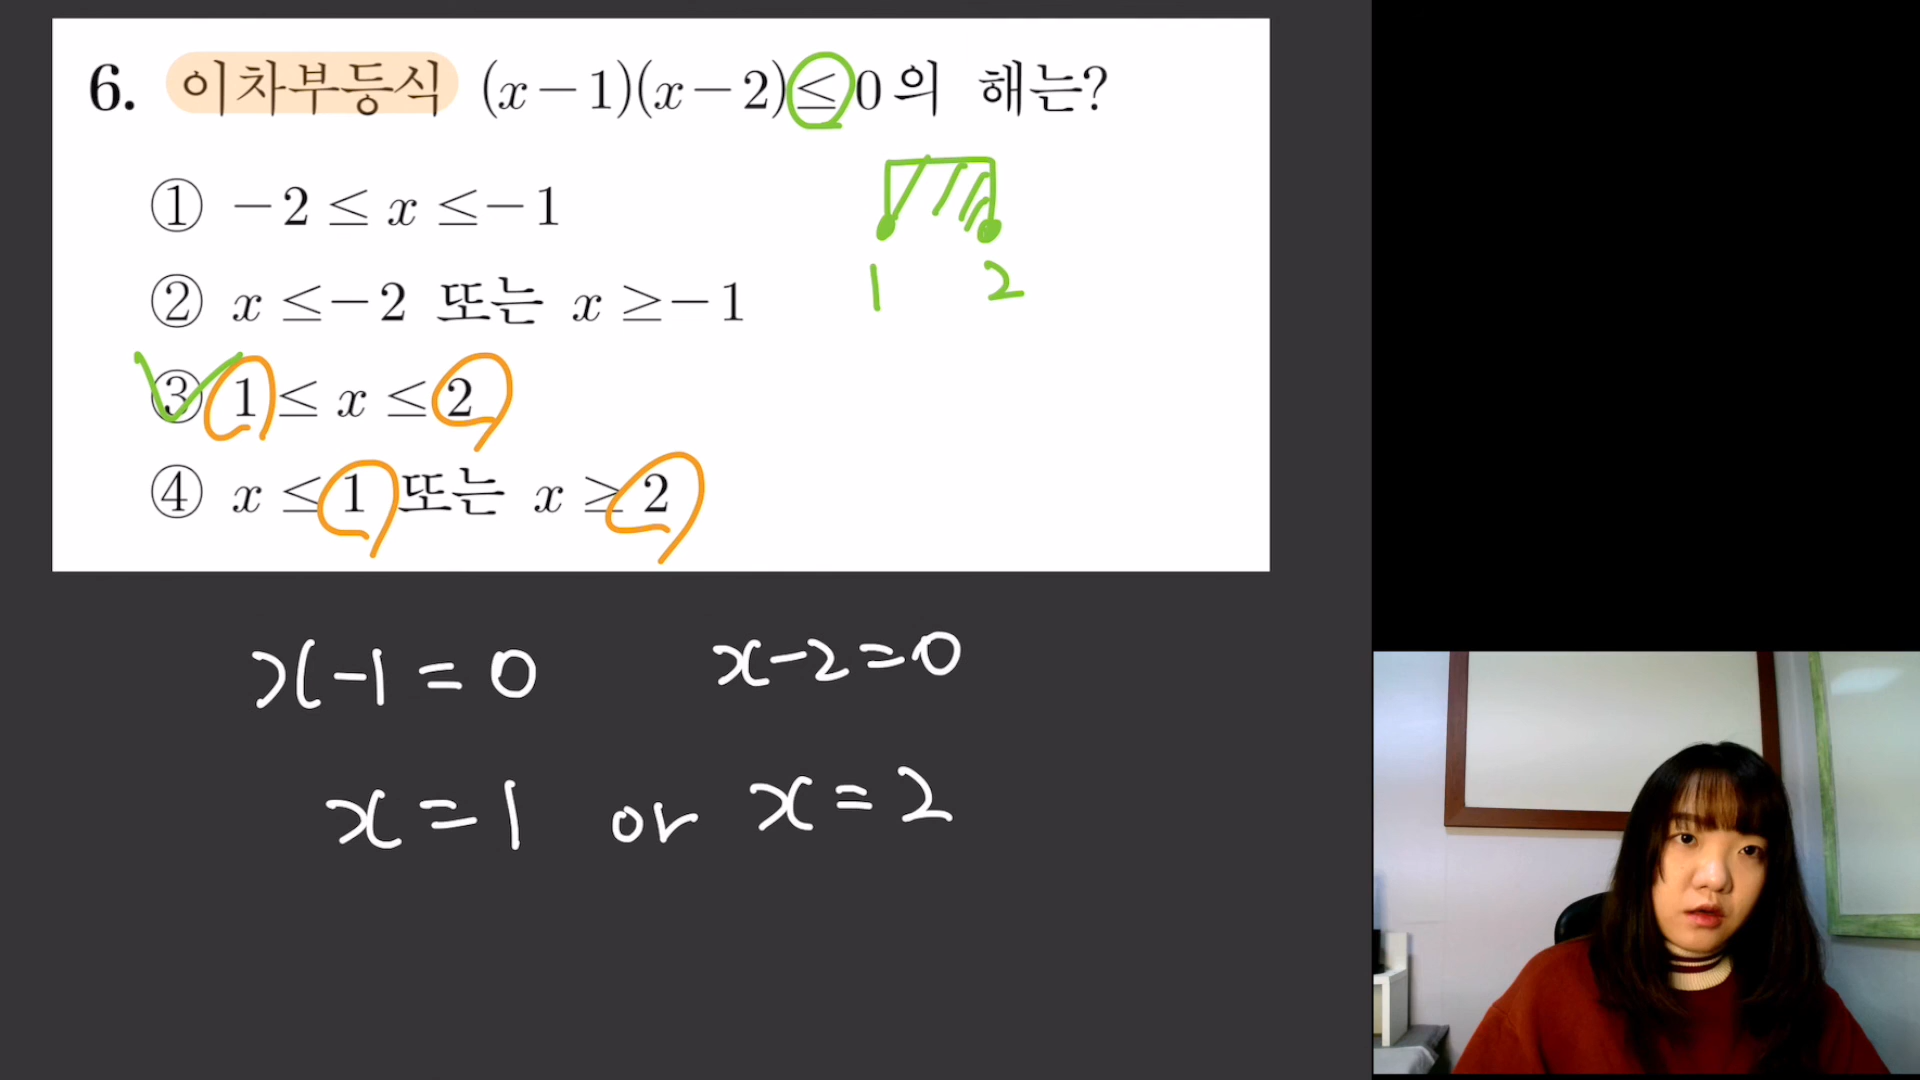 6. 이차부등식 (x-1)(x-2)≤0의 해는?
① -2≤x≤-1
② x≤-2 또는 x≥-1
③ 1≤x≤2
④ x≤1 또는 x≥2
1 2
x-1=0 x-2=0
x=1 or x=2